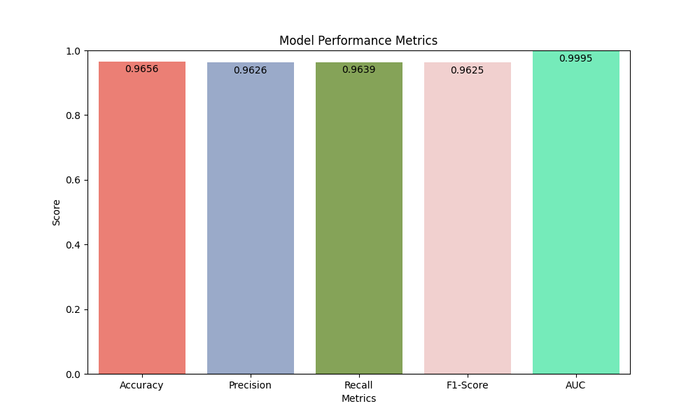 Model Performance Metrics
1.0
0.8
0.6
0.4
0.2
0.0
Score
0.9656
0.9626
0.9639
0.9625
0.9995
Accuracy
Precision
Recall
F1-Score
AUC
Metrics